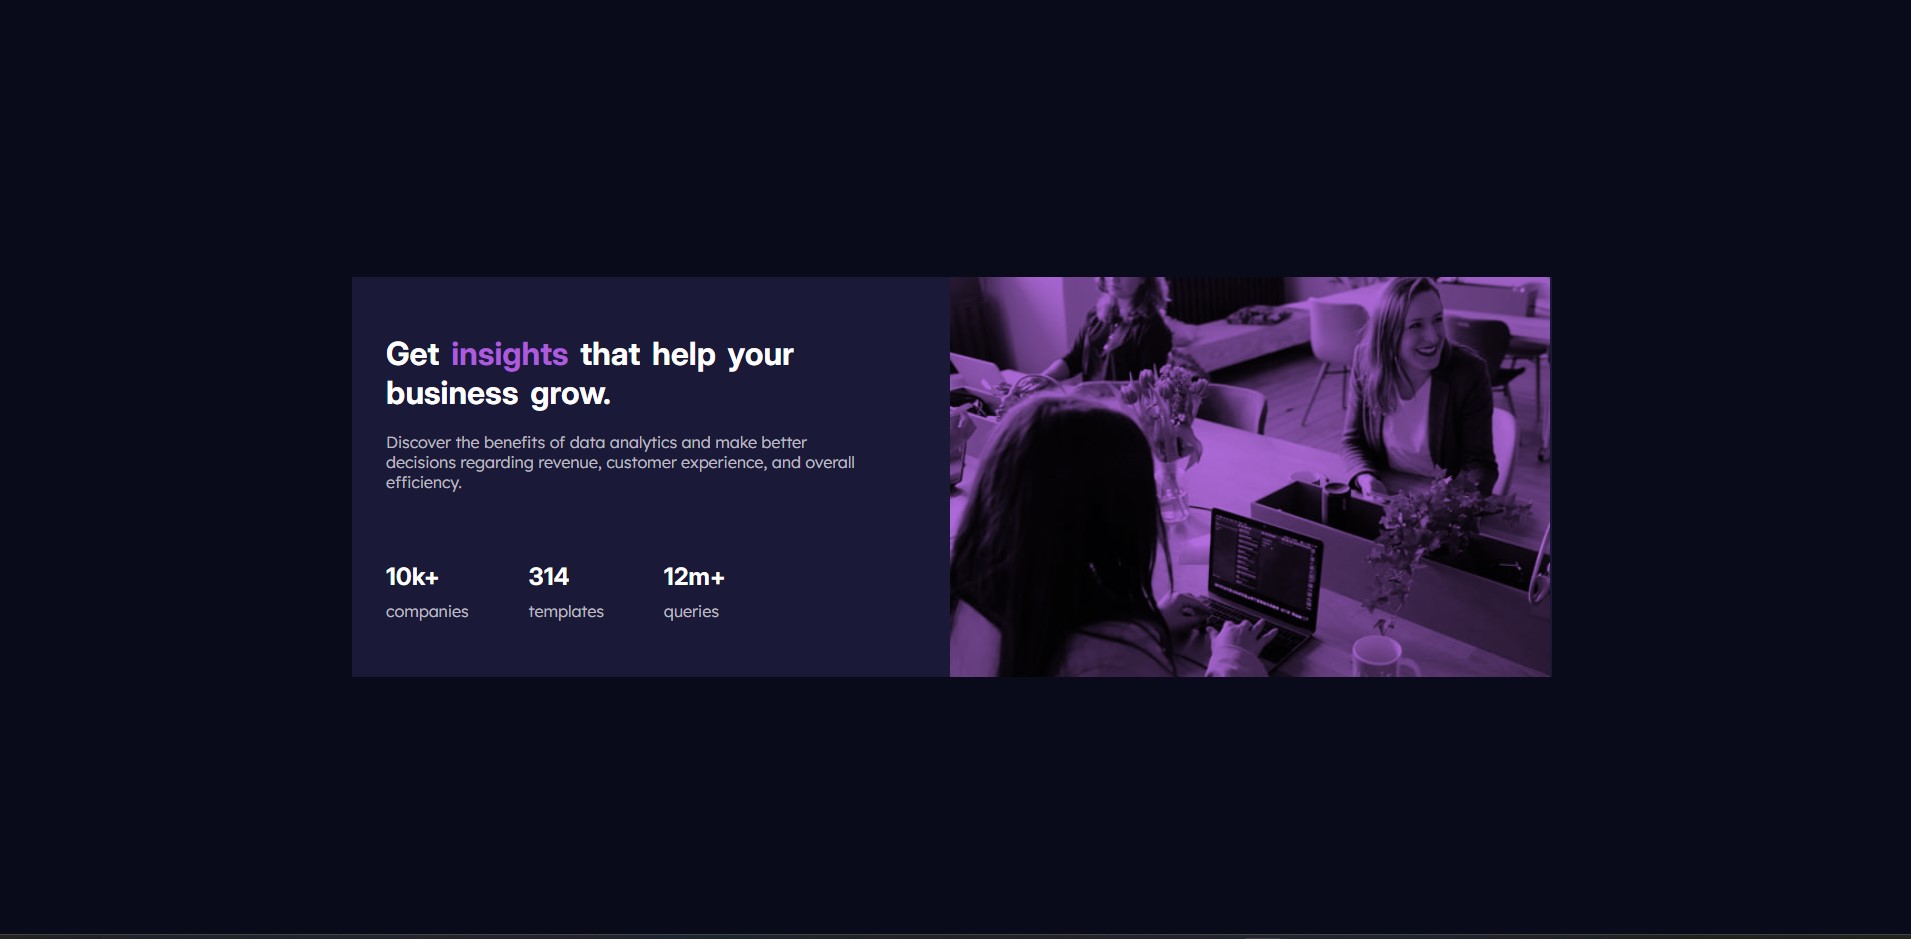 Get insights that help your
business grow.
Discover the benefits of data analytics and make better
decisions regarding revenue, customer experience, and overall
efficiency.
10k+ 314 12m+
companies templates queries